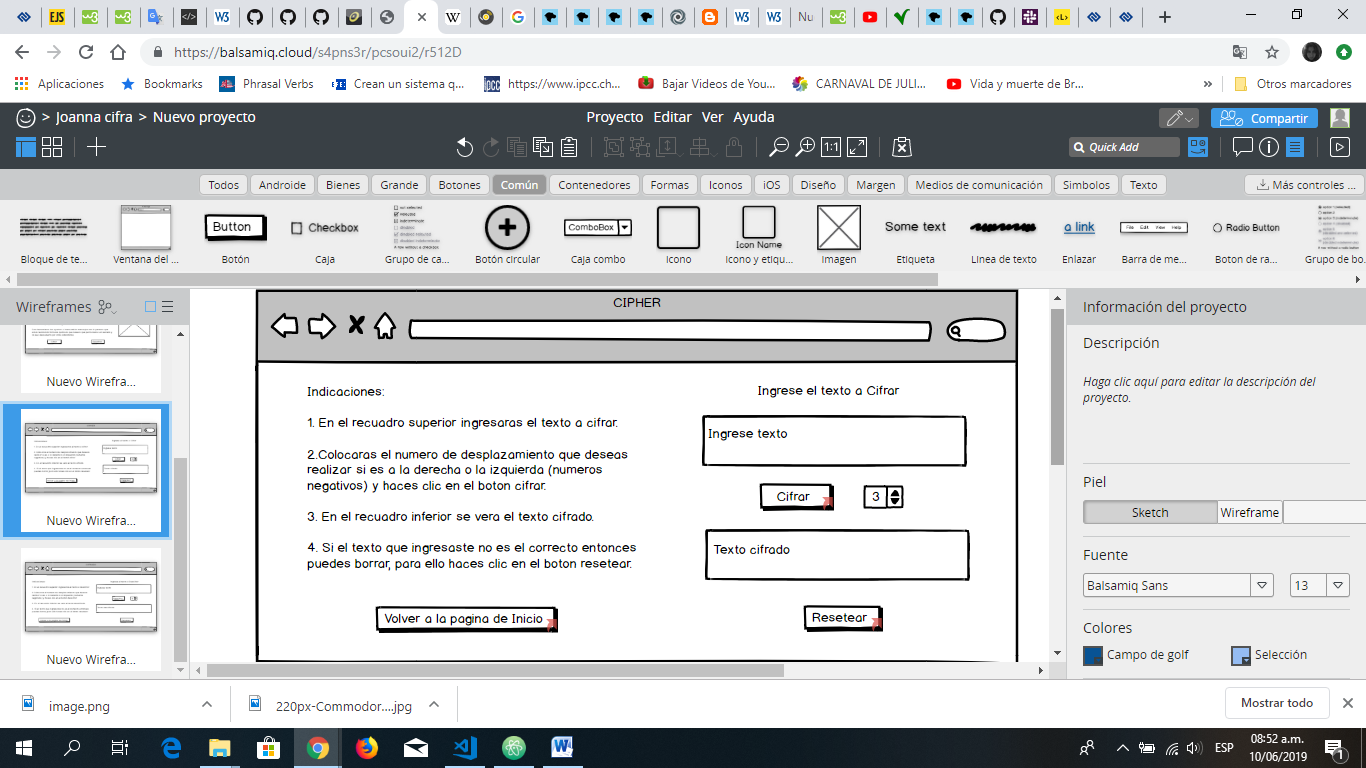 EJS
W3
Nu
https://balsamiq.cloud/s4pns3r/pcsoui2/r512D
Aplicaciones
Bookmarks
Phrasal Verbs
Crean un sistema q...
https://www.ipcc.ch...
Bajar Videos de You...
CARNAVAL DE JULI...
Vida y muerte de Br...
»
Otros marcadores
> Joanna cifra > Nuevo proyecto
Proyecto Editar Ver Ayuda
Compartir
1:1
Quick Add
Todos
Androide
Bienes
Grande
Botones
Común
Contenedores
Formas
Iconos
iOS
Diseño
Margen
Medios de comunicación
Simbolos
Texto
Más controles ...
Button
Checkbox
ComboBox
Icon Name
Some text
a link
File Edit View Help
Radio Button
Bloque de te...
Ventana del ...
Botón
Caja
Grupo de ca...
Botón circular
Caja combo
Icono
Icono y etiqu...
Imagen
Etiqueta
Línea de texto
Enlazar
Barra de me...
Boton de ra...
Grupo de bo...
Wireframes
Nuevo Wirefra...
Nuevo Wirefra...
Nuevo Wirefra...
CIPHER
Indicaciones:
1. En el recuadro superior ingresaras el texto a cifrar.
2.Colocaras el numero de desplazamiento que deseas
realizar si es a la derecha o la izquierda (numeros
negativos) y haces clic en el boton cifrar.
3. En el recuadro inferior se vera el texto cifrado.
4. Si el texto que ingresaste no es el correcto entonces
puedes borrar, para ello haces clic en el boton resetear.
Volver a la pagina de Inicio
Ingrese el texto a Cifrar
Ingrese texto
Cifrar
3
Texto cifrado
Resetear
Información del proyecto
Descripción
Haga clic aquí para editar la descripción del
proyecto.
Piel
Sketch
Wireframe
Fuente
Balsamiq Sans
13
Colores
Campo de golf
Selección
image.png
220px-Commodor....jpg
Mostrar todo
ESP
08:52 a.m.
10/06/2019
1